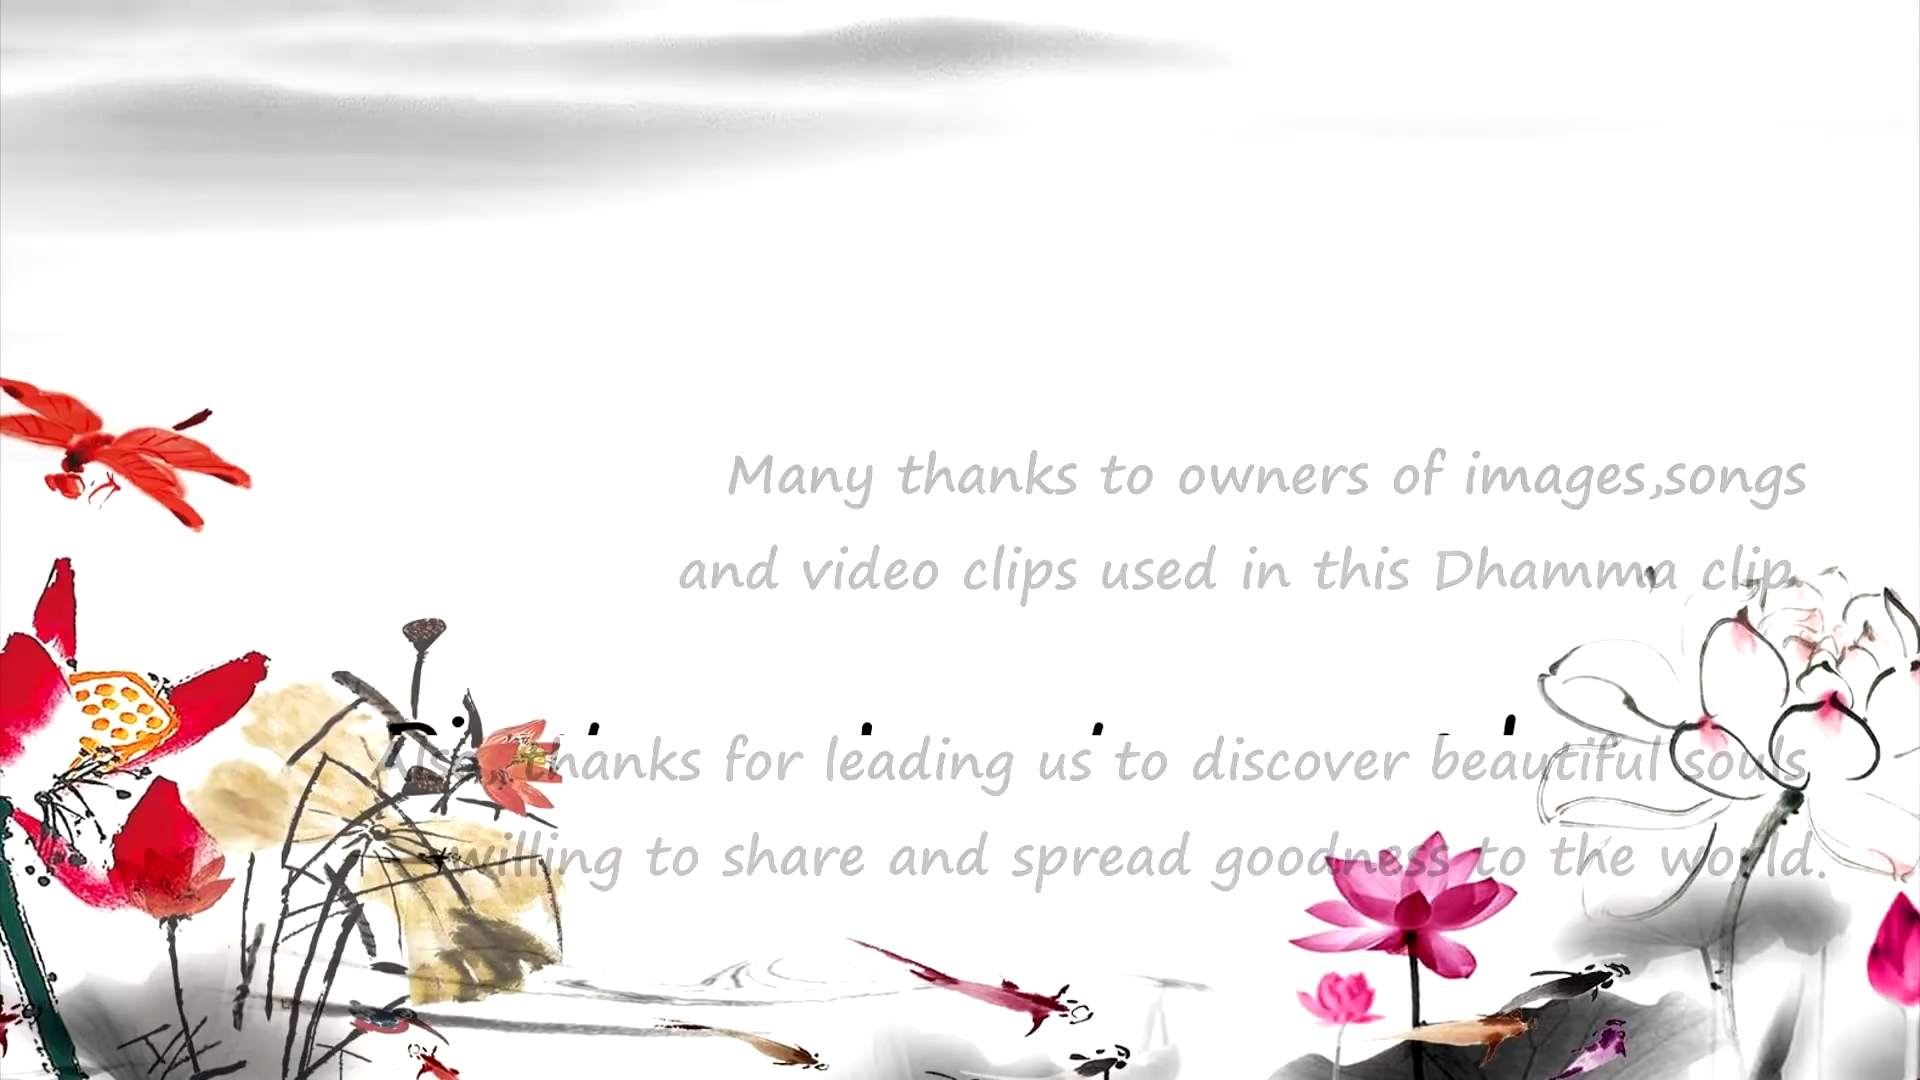 Many thanks to owners of images,songs
and video clips used in this Dhamma clip.
Also thanks for leading us to discover beautiful souls
willing to share and spread goodness to the world.